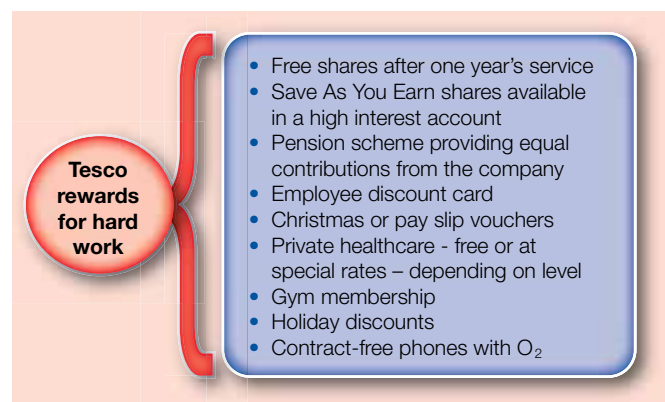 Tesco
rewards
for hard
work
• Free shares after one year's service
• Save As You Earn shares available
in a high interest account
• Pension scheme providing equal
contributions from the company
• Employee discount card
• Christmas or pay slip vouchers
• Private healthcare - free or at
special rates – depending on level
• Gym membership
• Holiday discounts
• Contract-free phones with O₂